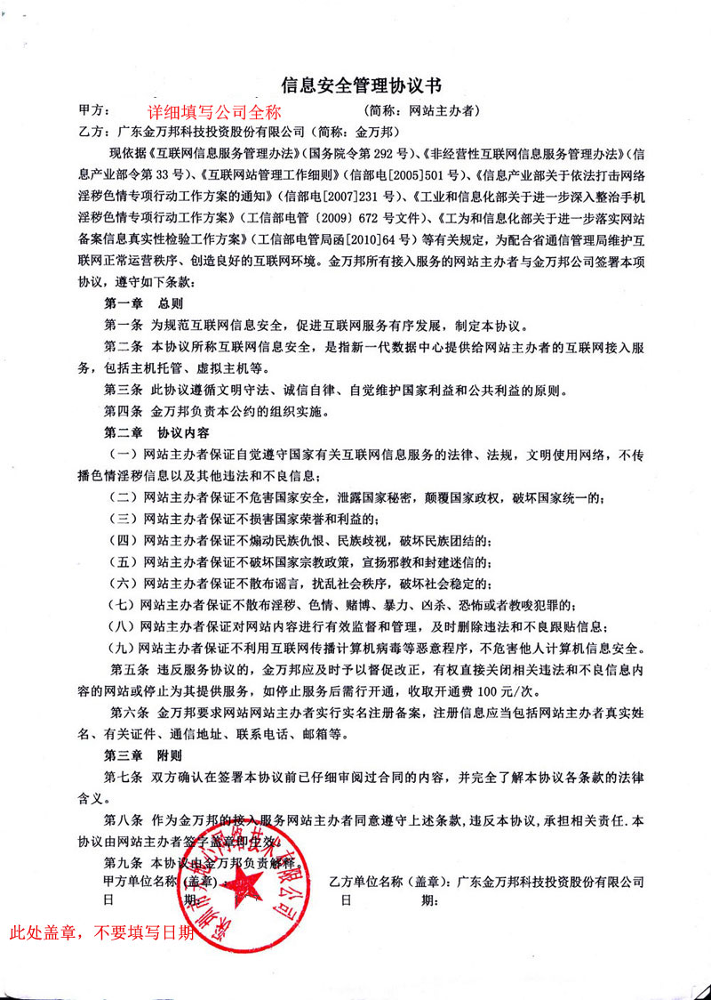 信息安全管理协议书
甲方： 详细填写公司全称 （简称：网站主办者）
乙方：广东金万邦科技投资股份有限公司（简称：金万邦）
现依据《互联网信息服务管理办法》（国务院令第 292 号）、《非经营性互联网信息服务管理办法》（信
息产业部令第 33 号）、《互联网站管理工作细则》（信部电[2005]501 号）、《信息产业部关于依法打击网络
淫秽色情专项行动工作方案的通知》（信部电[2007]231 号）、《工业和信息化部关于进一步深入整治手机
淫秽色情专项行动工作方案》（工信部电管〔2009〕672 号文件）、《工为和信息化部关于进一步落实网站
备案信息真实性检验工作方案》（工信部电管局函[2010]64 号）等有关规定，为配合省通信管理局维护互
联网正常运营秩序、创造良好的互联网环境。金万邦所有接入服务的网站主办者与金万邦公司签署本项
协议，遵守如下条款：
第一章 总则
第一条 为规范互联网信息安全，促进互联网服务有序发展，制定本协议。
第二条 本协议所称互联网信息安全，是指新一代数据中心提供给网站主办者的互联网接入服
务，包括主机托管、虚拟主机等。
第三条 此协议遵循文明守法、诚信自律、自觉维护国家利益和公共利益的原则。
第四条 金万邦负责本公约的组织实施。
第二章 协议内容
（一）网站主办者保证自觉遵守国家有关互联网信息服务的法律、法规，文明使用网络，不传
播色情淫秽信息以及其他违法和不良信息；
（二）网站主办者保证不危害国家安全，泄露国家秘密，颠覆国家政权，破坏国家统一的；
（三）网站主办者保证不损害国家荣誉和利益的；
（四）网站主办者保证不煽动民族仇恨、民族歧视，破坏民族团结的；
（五）网站主办者保证不破坏国家宗教政策，宣扬邪教和封建迷信的；
（六）网站主办者保证不散布谣言，扰乱社会秩序，破坏社会稳定的；
（七）网站主办者保证不散布淫秽、色情、赌博、暴力、凶杀、恐怖或者教唆犯罪的；
（八）网站主办者保证对网站内容进行有效监督和管理，及时删除违法和不良跟贴信息；
（九）网站主办者保证不利用互联网传播计算机病毒等恶意程序，不危害他人计算机信息安全。
第五条 违反服务协议的，金万邦应及时予以督促改正，有权直接关闭相关违法和不良信息内
容的网站或停止为其提供服务，如停止服务后需行开通，收取开通费 100 元/次。
第六条 金万邦要求网站网站主办者实行实名注册备案，注册信息应当包括网站主办者真实姓
名、有关证件、通信地址、联系电话、邮箱等。
第三章 附则
第七条 双方确认在签署本协议前已仔细审阅过合同的内容，并完全了解本协议各条款的法律
含义。
第八条 作为金万邦的接入服务网站主办者同意遵守上述条款,违反本协议,承担相关责任.本
协议由网站主办者签字盖章即生效。
第九条 本协议由金万邦负责解释。
甲方单位名称（盖章）： 乙方单位名称（盖章）：广东金万邦科技投资股份有限公司
日 期： 日 期：
此处盖章，不要填写日期